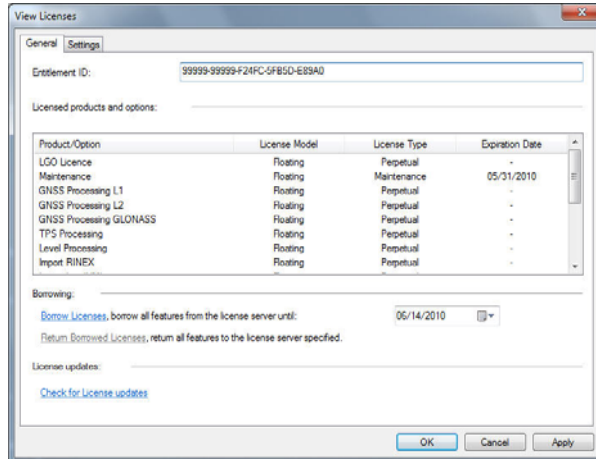 View Licenses
General Settings
Entitlement ID: 99999-99999-F24FC-5FB5D-E89A0
Licensed products and options:
Product/Option License Model License Type Expiration Date
LGO Licence Floating Perpetual -
Maintenance Floating Maintenance 05/31/2010
GNSS Processing L1 Floating Perpetual -
GNSS Processing L2 Floating Perpetual -
GNSS Processing GLONASS Floating Perpetual -
TPS Processing Floating Perpetual -
Level Processing Floating Perpetual -
Import RINEX Floating Perpetual -
Borrowing:
Borrow Licenses, borrow all features from the license server until: 06/14/2010
Return Borrowed Licenses, return all features to the license server specified.
License updates:
Check for License updates
OK Cancel Apply